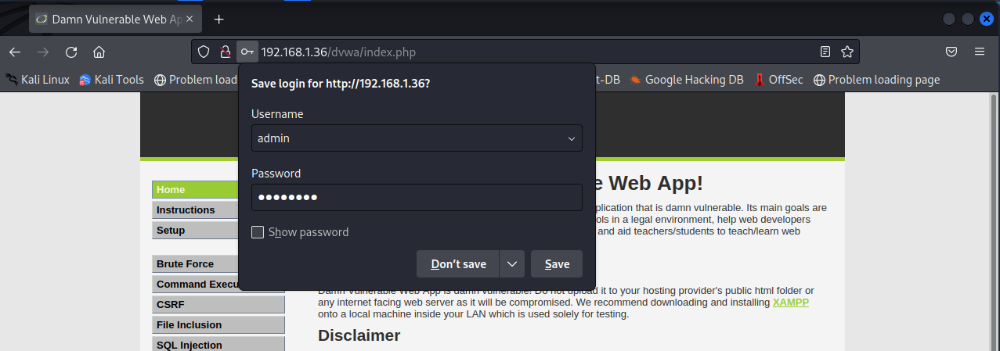 Damn Vulnerable Web Ap
192.168.1.36/dvwa/index.php
Kali Linux Kali Tools Problem load t-DB Google Hacking DB OffSec Problem loading page
Save login for http://192.168.1.36?
Username
admin
Password
Show password
Don't save Save
Home
Instructions
Setup
Brute Force
Command Execu
CSRF
File Inclusion
SQL Injection
e Web App!
plication that is damn vulnerable. Its main goals are
ols in a legal environment, help web developers
and aid teachers/students to teach/learn web
Damn Vulnerable Web App is damn vulnerable! Do not upload it to your hosting provider's public html folder or
any internet facing web server as it will be compromised. We recommend downloading and installing XAMPP
onto a local machine inside your LAN which is used solely for testing.
Disclaimer